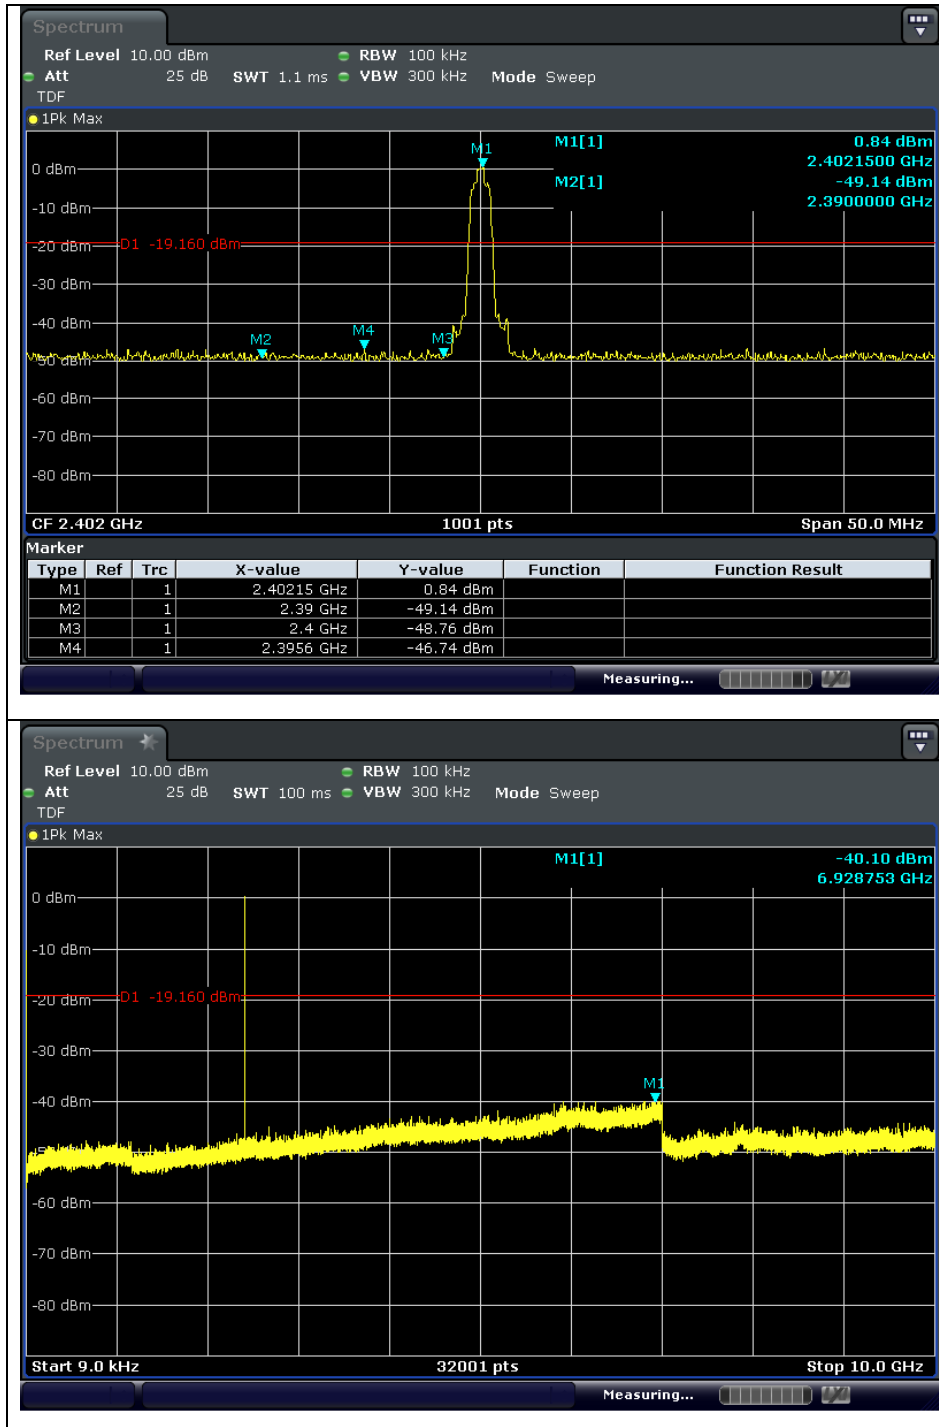 Spectrum
Ref Level 10.00 dBm RBW 100 kHz
Att 25 dB SWT 1.1 ms VBW 300 kHz Mode Sweep
TDF
1Pk Max
M1[1] 0.84 dBm
2.4021500 GHz
M2[1] -49.14 dBm
2.3900000 GHz
M1
0 dBm
-10 dBm
-20 dBm D1 -19.160 dBm
-30 dBm
-40 dBm
M2 M4 M3
-50 dBm
-60 dBm
-70 dBm
-80 dBm
CF 2.402 GHz 1001 pts Span 50.0 MHz
Marker
Type Ref Trc X-value Y-value Function Function Result
M1 1 2.40215 GHz 0.84 dBm
M2 1 2.39 GHz -49.14 dBm
M3 1 2.4 GHz -48.76 dBm
M4 1 2.3956 GHz -46.74 dBm
Measuring...
Spectrum
Ref Level 10.00 dBm RBW 100 kHz
Att 25 dB SWT 100 ms VBW 300 kHz Mode Sweep
TDF
1Pk Max
M1[1] -40.10 dBm
6.928753 GHz
0 dBm
-10 dBm
-20 dBm D1 -19.160 dBm
-30 dBm
M1
-40 dBm
-60 dBm
-70 dBm
-80 dBm
Start 9.0 kHz 32001 pts Stop 10.0 GHz
Measuring...